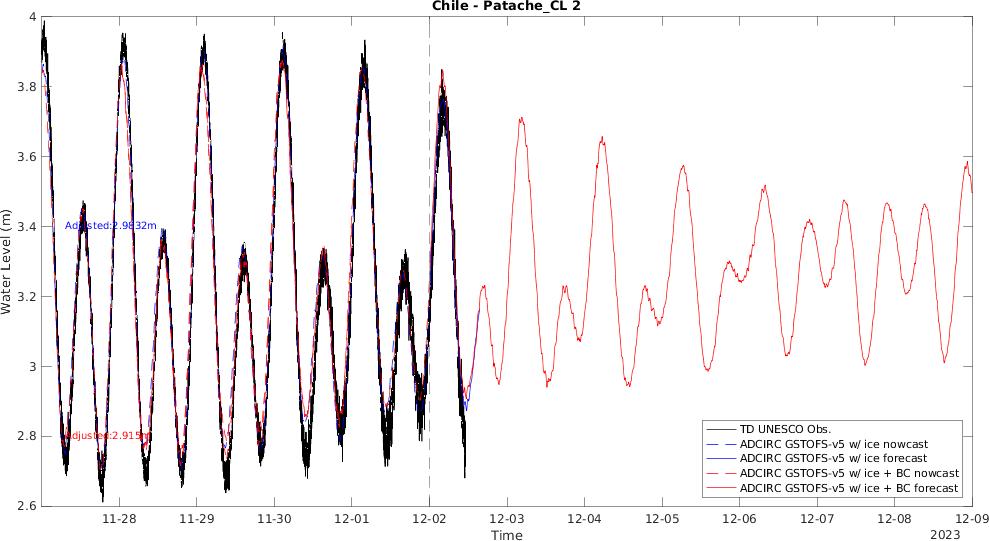 Chile - Patache_CL 2
4
3.8
3.6
3.4
3.2
3
2.8
2.6
Water Level (m)
Adjusted:2.9832m
Adjusted:2.915m
TD UNESCO Obs.
ADCIRC GSTOFS-v5 w/ ice nowcast
ADCIRC GSTOFS-v5 w/ ice forecast
ADCIRC GSTOFS-v5 w/ ice + BC nowcast
ADCIRC GSTOFS-v5 w/ ice + BC forecast
11-28 11-29 11-30 12-01 12-02 12-03 12-04 12-05 12-06 12-07 12-08 12-09
Time
2023